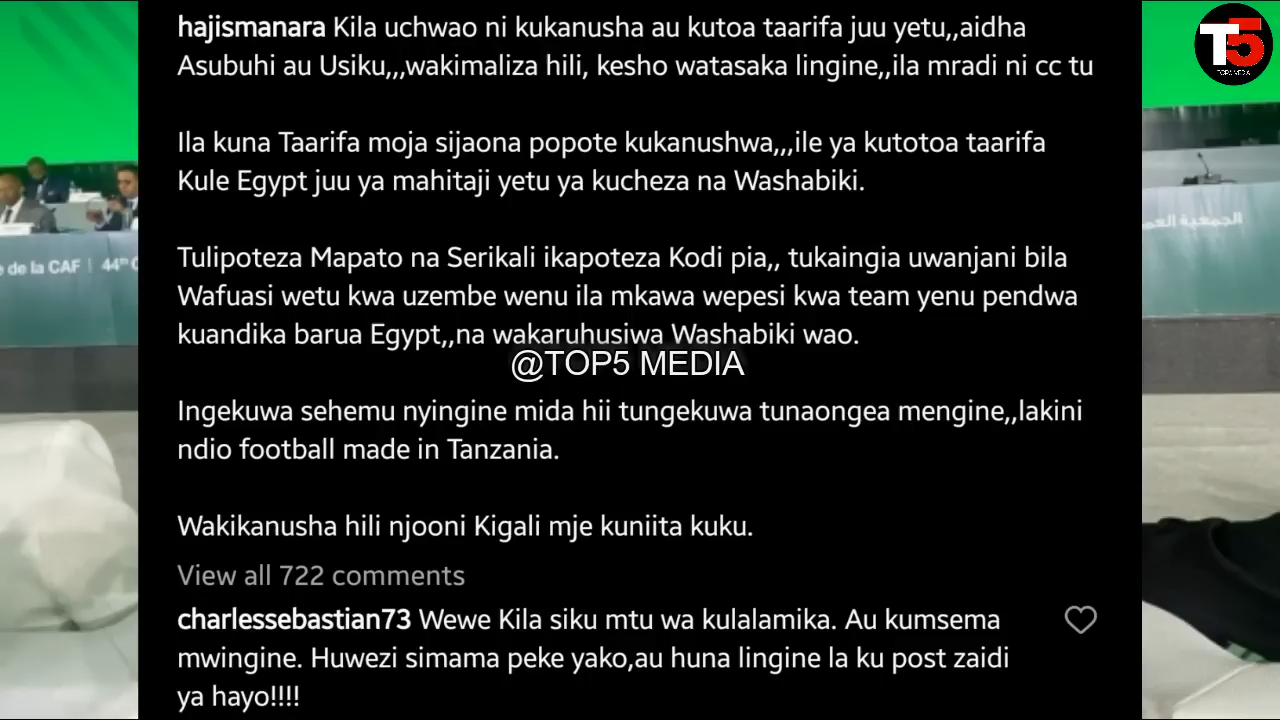 hajismanara Kila uchwao ni kukanusha au kutoa taarifa juu yetu,,aidha
Asubuhi au Usiku,,,wakimaliza hili, kesho watasaka lingine,,ila mradi ni cc tu
Ila kuna Taarifa moja sijaona popote kukanushwa,,,ile ya kutotoa taarifa
Kule Egypt juu ya mahitaji yetu ya kucheza na Washabiki.
Tulipoteza Mapato na Serikali ikapoteza Kodi pia,, tukaingia uwanjani bila
Wafuasi wetu kwa uzembe wenu ila mkawa wepesi kwa team yenu pendwa
kuandika barua Egypt,,na wakaruhusiwa Washabiki wao.
@TOP5 MEDIA
Ingekuwa sehemu nyingine mida hii tungekuwa tunaongea mengine,,lakini
ndio football made in Tanzania.
Wakikanusha hili njooni Kigali mje kuniita kuku.
View all 722 comments
charlessebastian73 Wewe Kila siku mtu wa kulalamika. Au kumsema
mwingine. Huwezi simama peke yako,au huna lingine la ku post zaidi
ya hayo!!!!
T5
de la CAF | 44